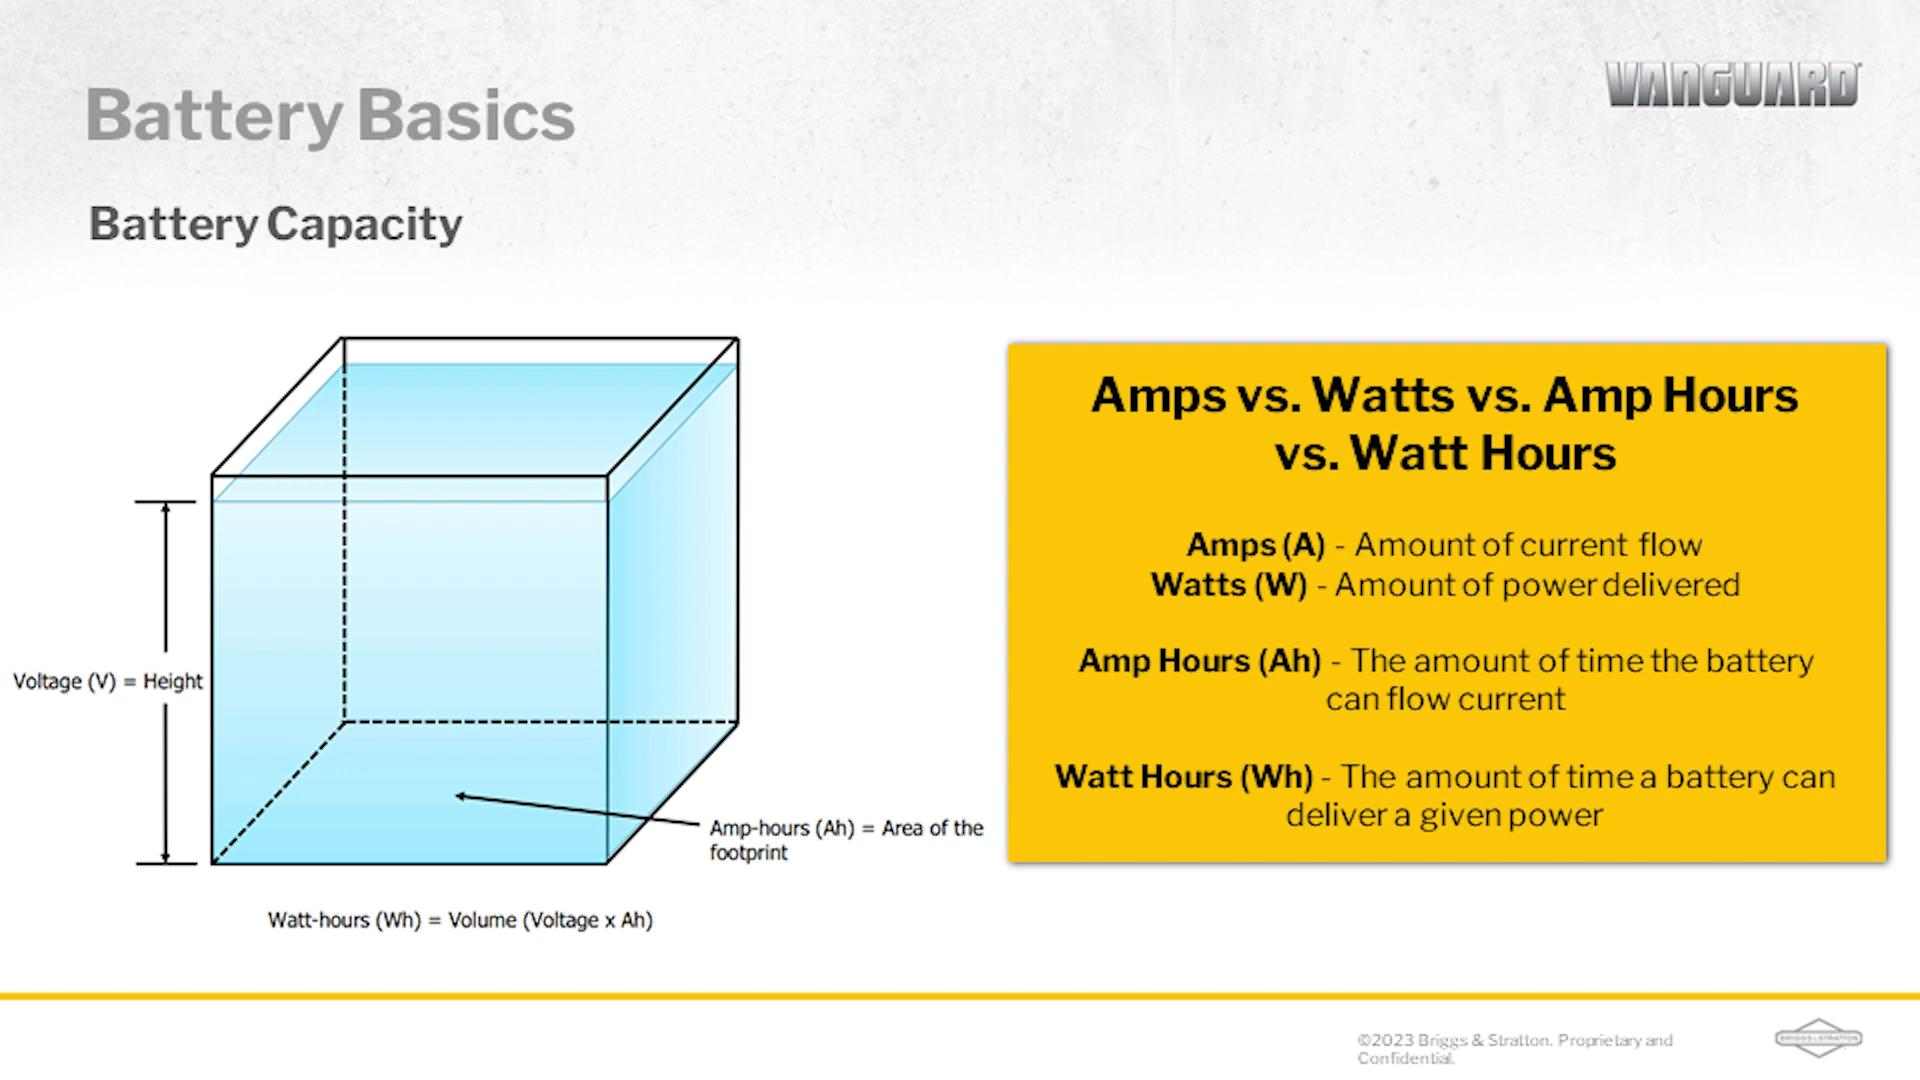 Battery Basics
VANGUARD
Battery Capacity
Voltage (V) = Height
Amp-hours (Ah) = Area of the
footprint
Watt-hours (Wh) = Volume (Voltage x Ah)
Amps vs. Watts vs. Amp Hours
vs. Watt Hours
Amps (A) - Amount of current flow
Watts (W) - Amount of power delivered
Amp Hours (Ah) - The amount of time the battery
can flow current
Watt Hours (Wh) - The amount of time a battery can
deliver a given power
©2023 Briggs & Stratton. Proprietary and
Confidential.
BRIGGS & STRATTON